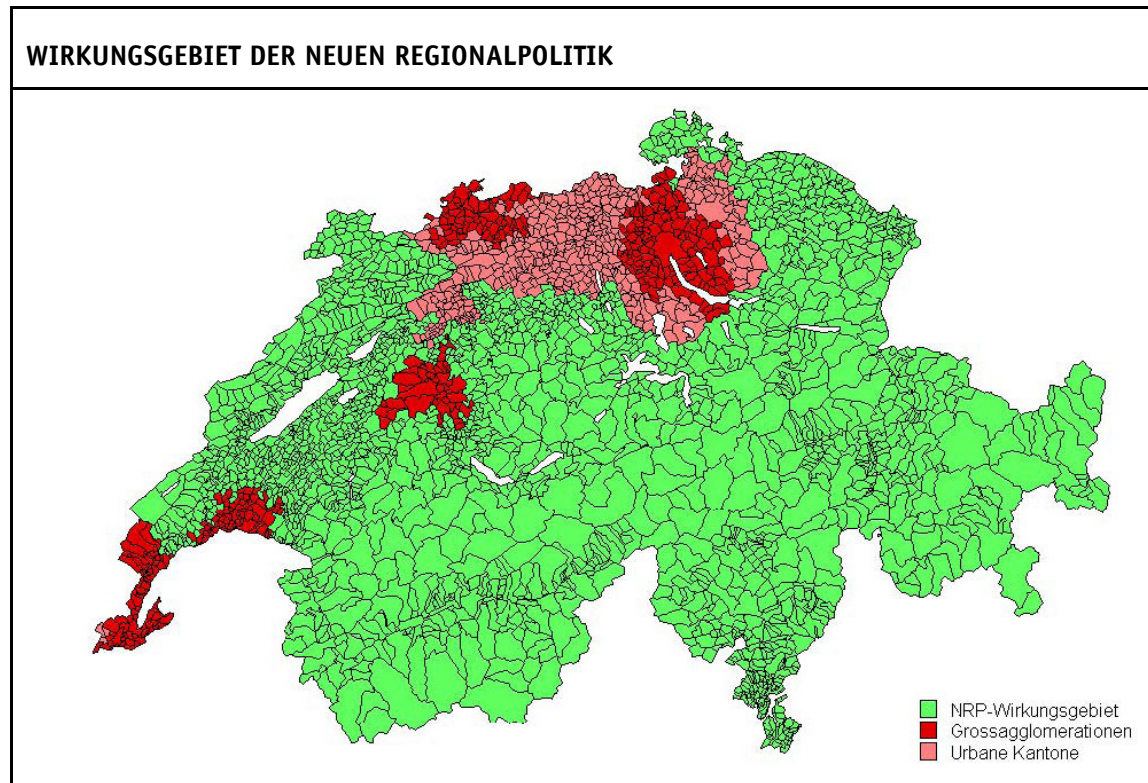 WIRKUNGSGEBIET DER NEUEN REGIONALPOLITIK
NRP-Wirkungsgebiet
Grossagglomerationen
Urbane Kantone